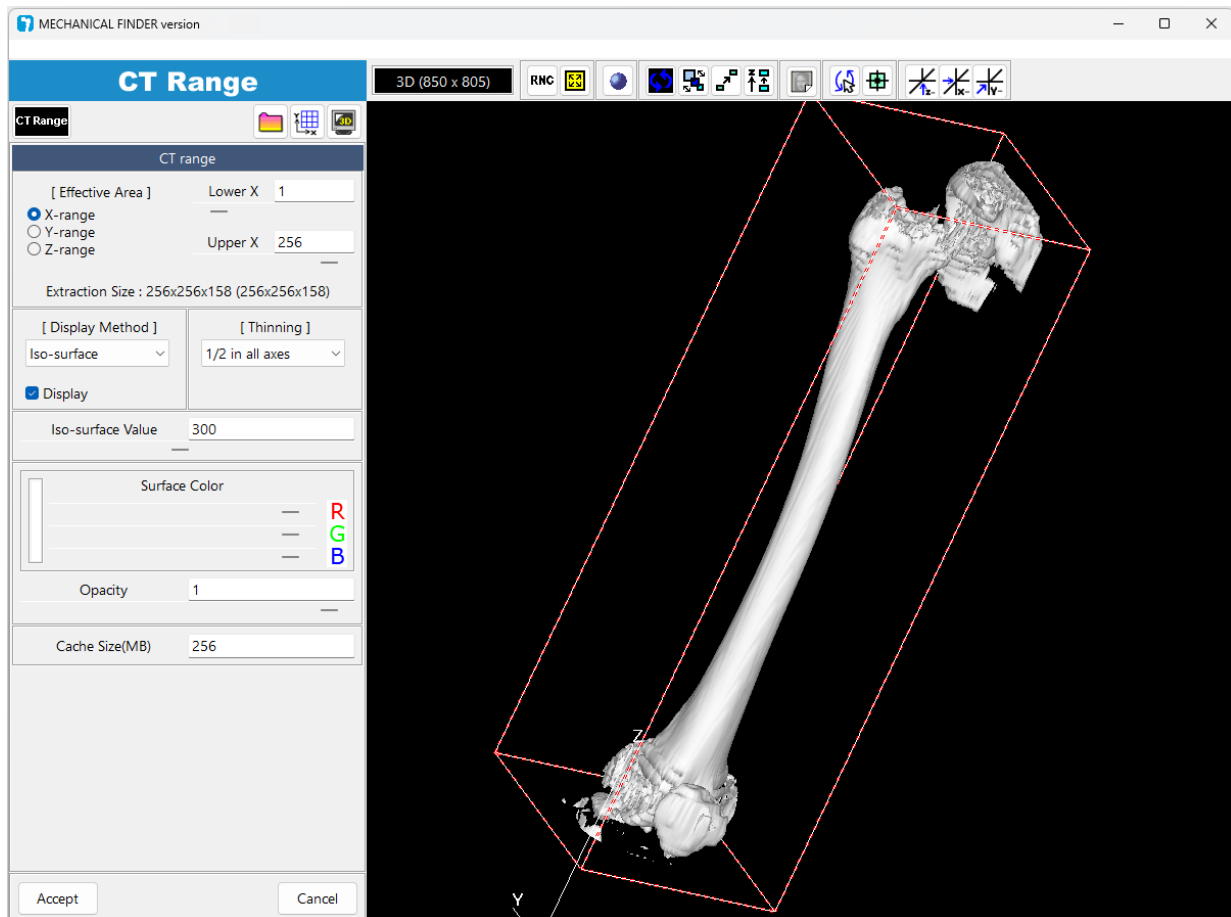 MECHANICAL FINDER version
CT Range
3D (850 x 805)
RNC
CT Range
3D
CT range
[ Effective Area ]
Lower X 1
X-range
Y-range
Z-range
Upper X 256
Extraction Size : 256x256x158 (256x256x158)
[ Display Method ]
[ Thinning ]
Iso-surface
1/2 in all axes
Display
Iso-surface Value 300
Surface Color
R
G
B
Opacity 1
Cache Size(MB) 256
Accept
Cancel
Z
Y